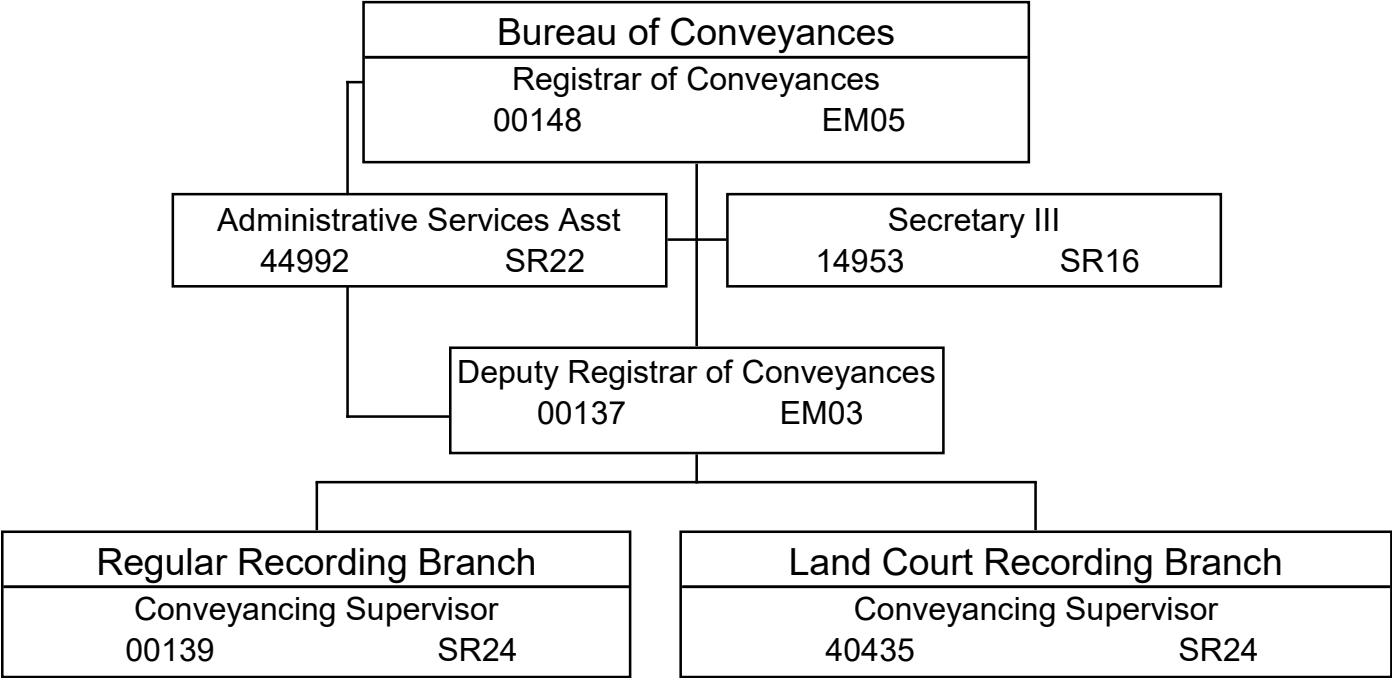 Bureau of Conveyances
Registrar of Conveyances
00148 EM05
Administrative Services Asst
44992 SR22
Secretary III
14953 SR16
Deputy Registrar of Conveyances
00137 EM03
Regular Recording Branch
Conveyancing Supervisor
00139 SR24
Land Court Recording Branch
Conveyancing Supervisor
40435 SR24